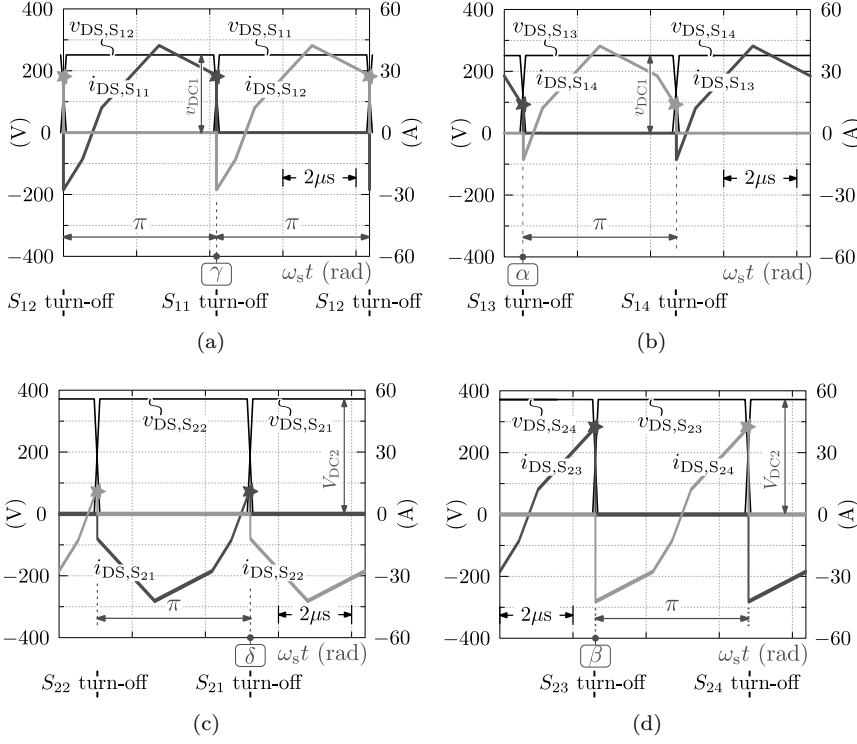 400
60
v_DS,S12
v_DS,S11
200
30
i_DS,S11
v_DC1
i_DS,S12
(V)
0
0
(A)
−200
2μs
−30
π
π
−400
−60
γ
ω_s t (rad)
S12 turn-off
S11 turn-off
S12 turn-off
(a)
400
60
v_DS,S13
v_DS,S14
200
30
i_DS,S14
v_DC1
i_DS,S13
(V)
0
0
(A)
−200
2μs
−30
π
−400
−60
α
ω_s t (rad)
S13 turn-off
S14 turn-off
(b)
400
60
v_DS,S22
v_DS,S21
200
30
V_DC2
(V)
0
0
(A)
i_DS,S21
i_DS,S22
−200
−30
π
2μs
−400
−60
δ
ω_s t (rad)
S22 turn-off
S21 turn-off
(c)
400
60
v_DS,S24
v_DS,S23
200
30
i_DS,S23
i_DS,S24
V_DC2
(V)
0
0
(A)
−200
−30
2μs
π
−400
−60
β
ω_s t (rad)
S23 turn-off
S24 turn-off
(d)